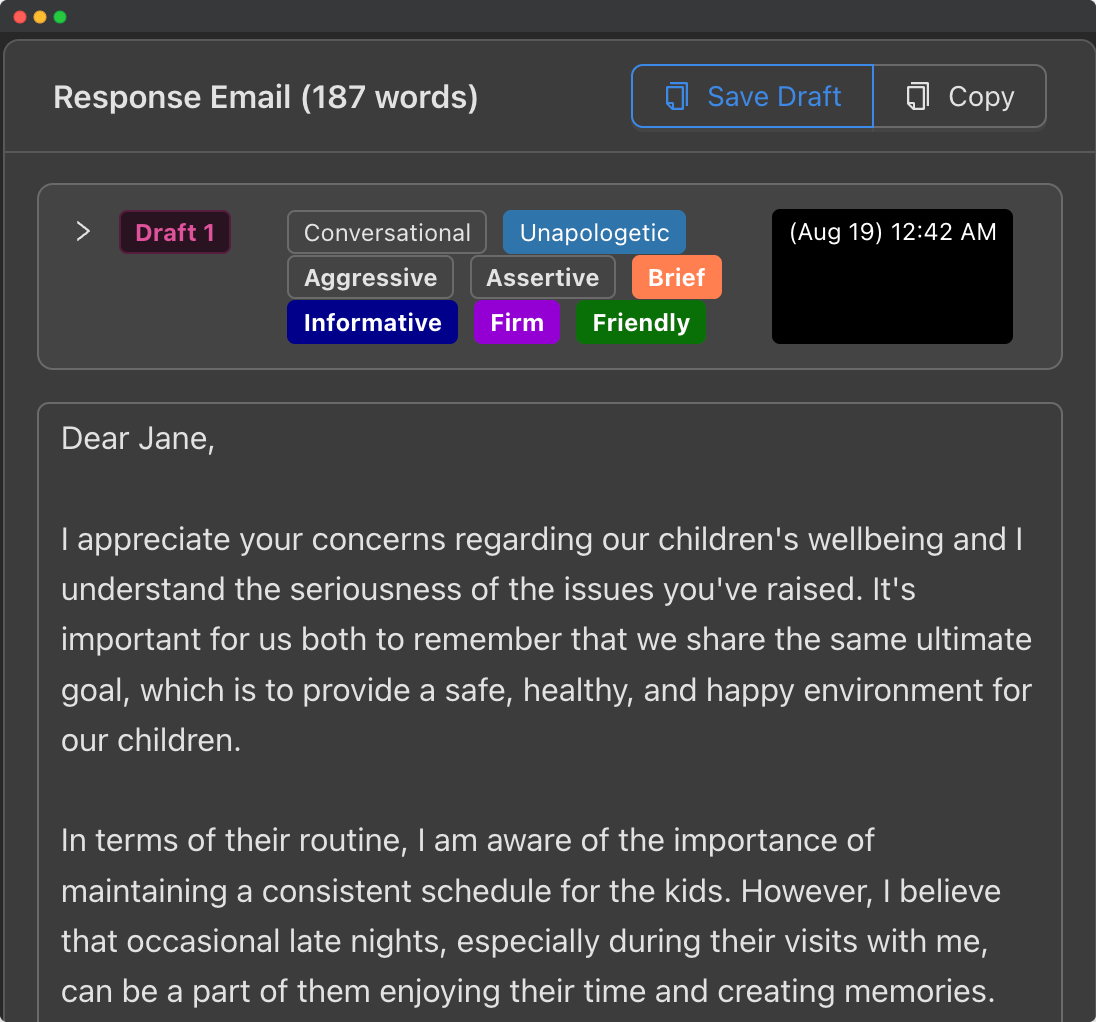 Response Email (187 words)
Save Draft
Copy
Draft 1
Conversational
Unapologetic
(Aug 19) 12:42 AM
Aggressive
Assertive
Brief
Informative
Firm
Friendly
Dear Jane,
I appreciate your concerns regarding our children's wellbeing and I
understand the seriousness of the issues you've raised. It's
important for us both to remember that we share the same ultimate
goal, which is to provide a safe, healthy, and happy environment for
our children.
In terms of their routine, I am aware of the importance of
maintaining a consistent schedule for the kids. However, I believe
that occasional late nights, especially during their visits with me,
can be a part of them enjoying their time and creating memories.